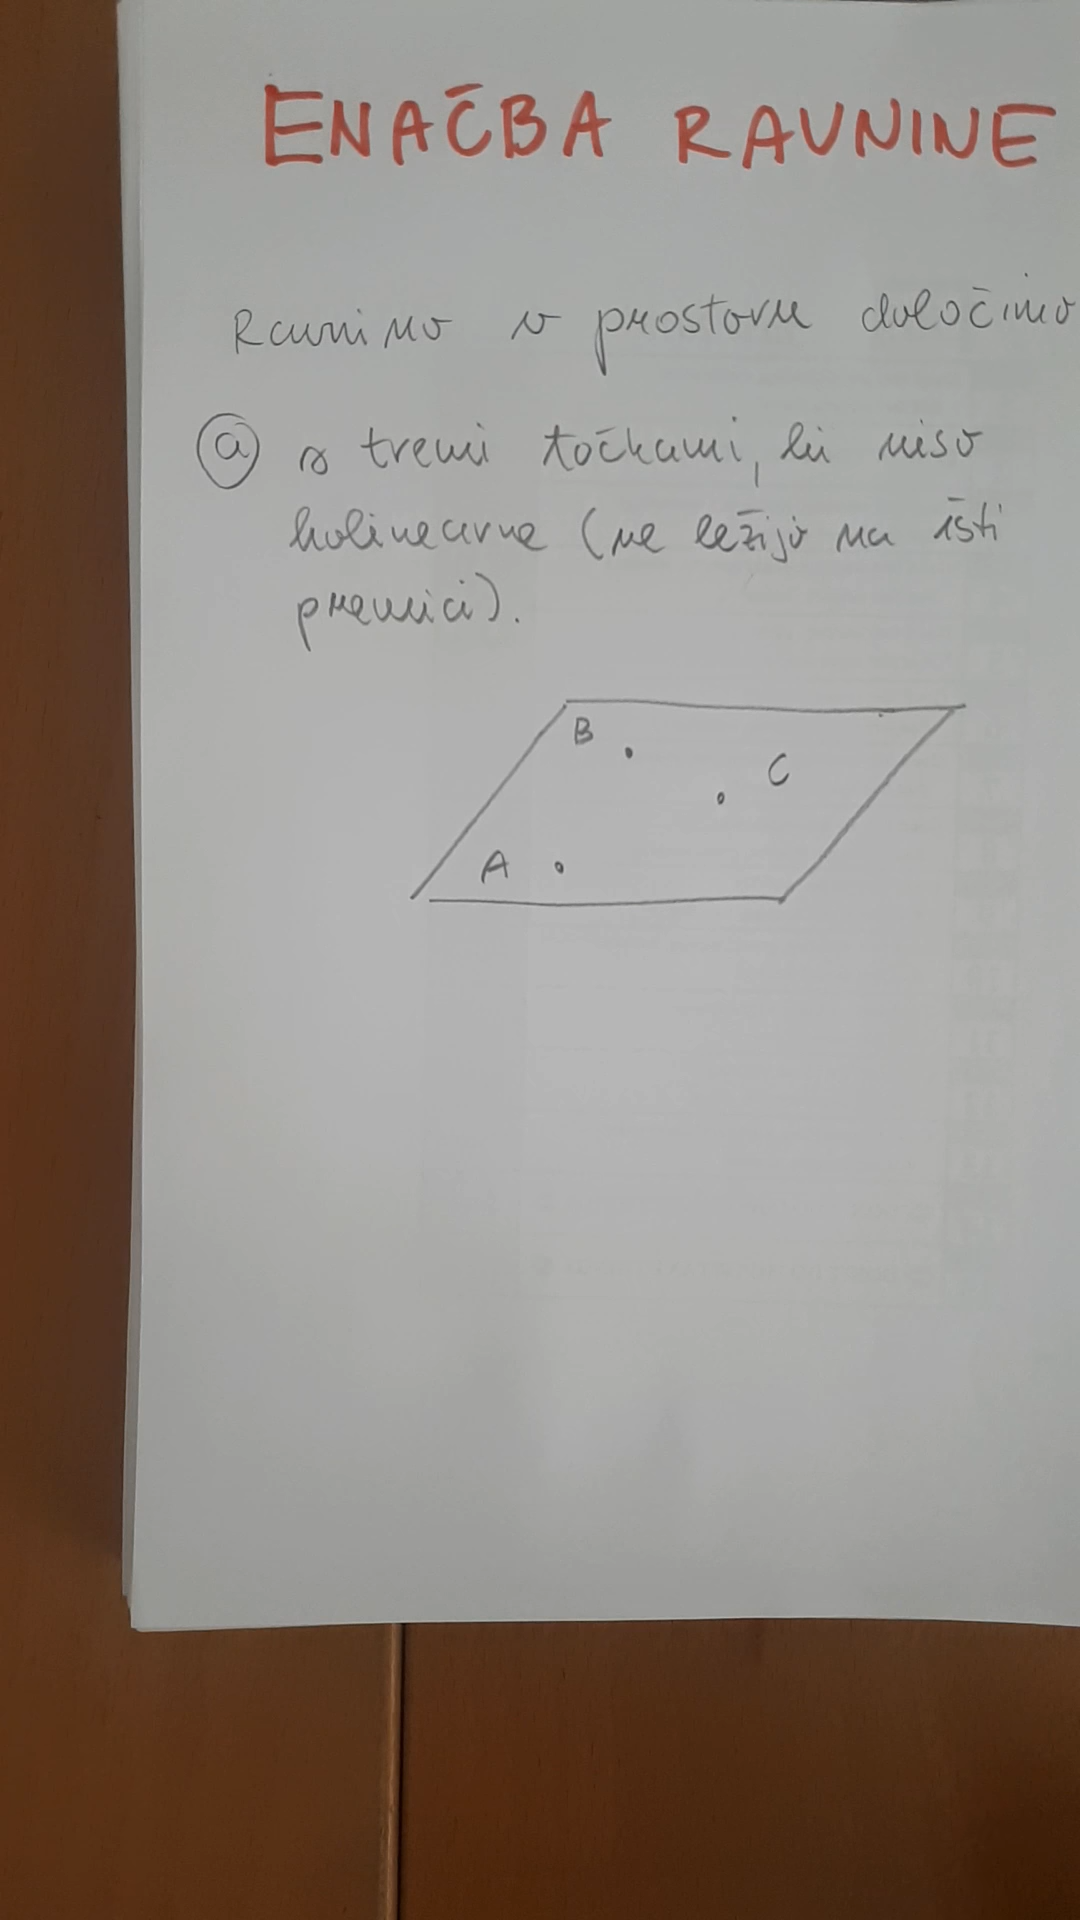 ENAČBA RAVNINE
Ravnino v prostoru določimo
a s tremi točkami, ki niso
kolinearne (ne ležijo na isti
premici).
B
C
A